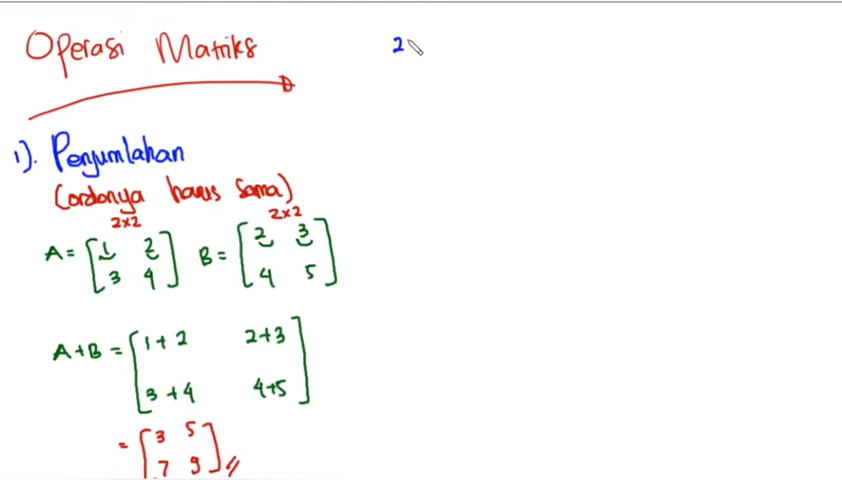 Operasi Matriks
1). Penjumlahan
(ordonya harus sama)
2x2 2x2
A = [1 2 B = [2 3
3 4] 4 5]
A+B = [1+2 2+3
3+4 4+5]
= [3 5
7 9]
2